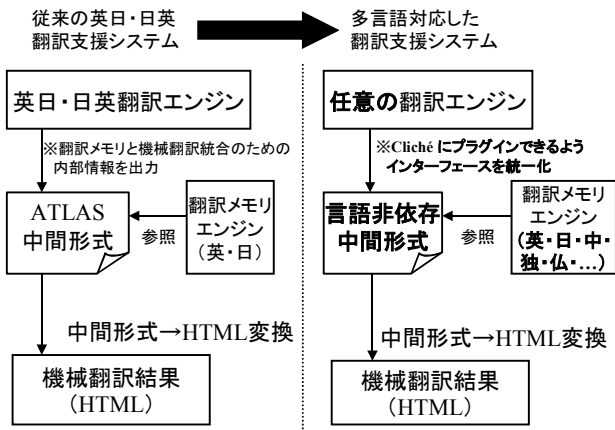 従来の英日・日英
翻訳支援システム
英日・日英翻訳エンジン
※翻訳メモリと機械翻訳統合のための
内部情報を出力
ATLAS
中間形式
参照
翻訳メモリ
エンジン
(英・日)
中間形式→HTML変換
機械翻訳結果
(HTML)
多言語対応した
翻訳支援システム
任意の翻訳エンジン
※Cliché にプラグインできるよう
インターフェースを統一化
言語非依存
中間形式
参照
翻訳メモリ
エンジン
(英・日・中・
独・仏・…)
中間形式→HTML変換
機械翻訳結果
(HTML)